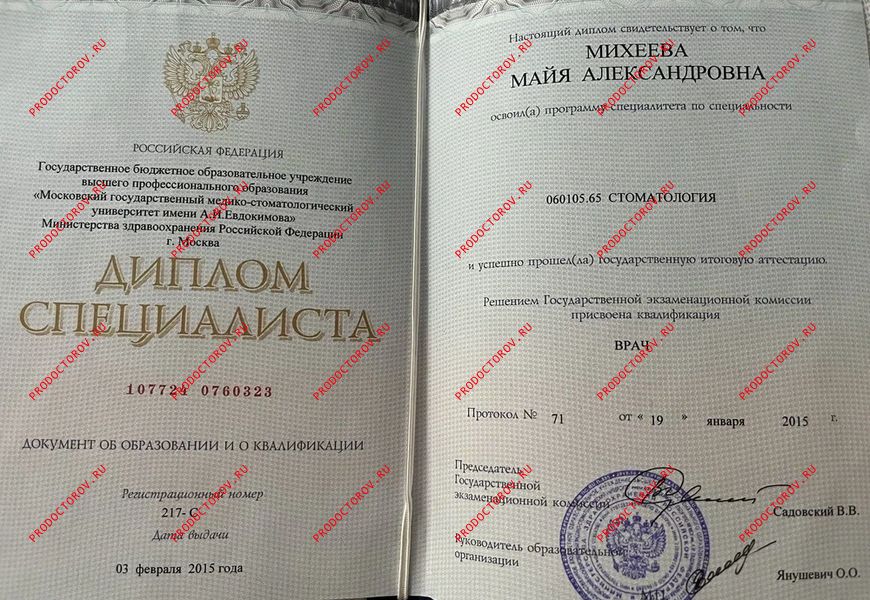 РОССИЙСКАЯ ФЕДЕРАЦИЯ
Государственное бюджетное образовательное учреждение
высшего профессионального образования
«Московский государственный медико-стоматологический
университет имени А.И.Евдокимова»
Министерства здравоохранения Российской Федерации
г. Москва
ДИПЛОМ
СПЕЦИАЛИСТА
107724 0760323
ДОКУМЕНТ ОБ ОБРАЗОВАНИИ И О КВАЛИФИКАЦИИ
Регистрационный номер
217- С
Дата выдачи
03 февраля 2015 года
Настоящий диплом свидетельствует о том, что
МИХЕЕВА
МАЙЯ АЛЕКСАНДРОВНА
освоил(а) программу специалитета по специальности
060105.65 СТОМАТОЛОГИЯ
и успешно прошел(ла) государственную итоговую аттестацию.
Решением Государственной экзаменационной комиссии
присвоена квалификация
ВРАЧ
Протокол № 71 от « 19 » января 2015 г.
Председатель
Государственной
экзаменационной комиссии
Садовский В.В.
Руководитель образовательной
организации
Янушевич О.О.
М.П.
PRODOCTOROV.RU